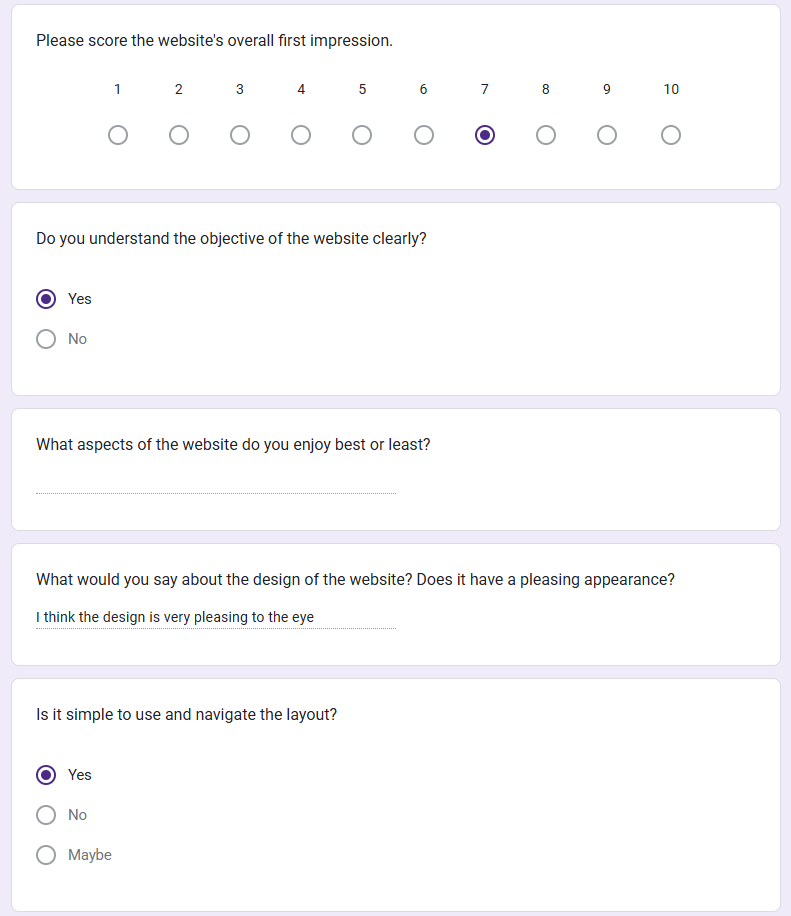 Please score the website's overall first impression.
1 2 3 4 5 6 7 8 9 10
Do you understand the objective of the website clearly?
Yes
No
What aspects of the website do you enjoy best or least?
What would you say about the design of the website? Does it have a pleasing appearance?
I think the design is very pleasing to the eye
Is it simple to use and navigate the layout?
Yes
No
Maybe